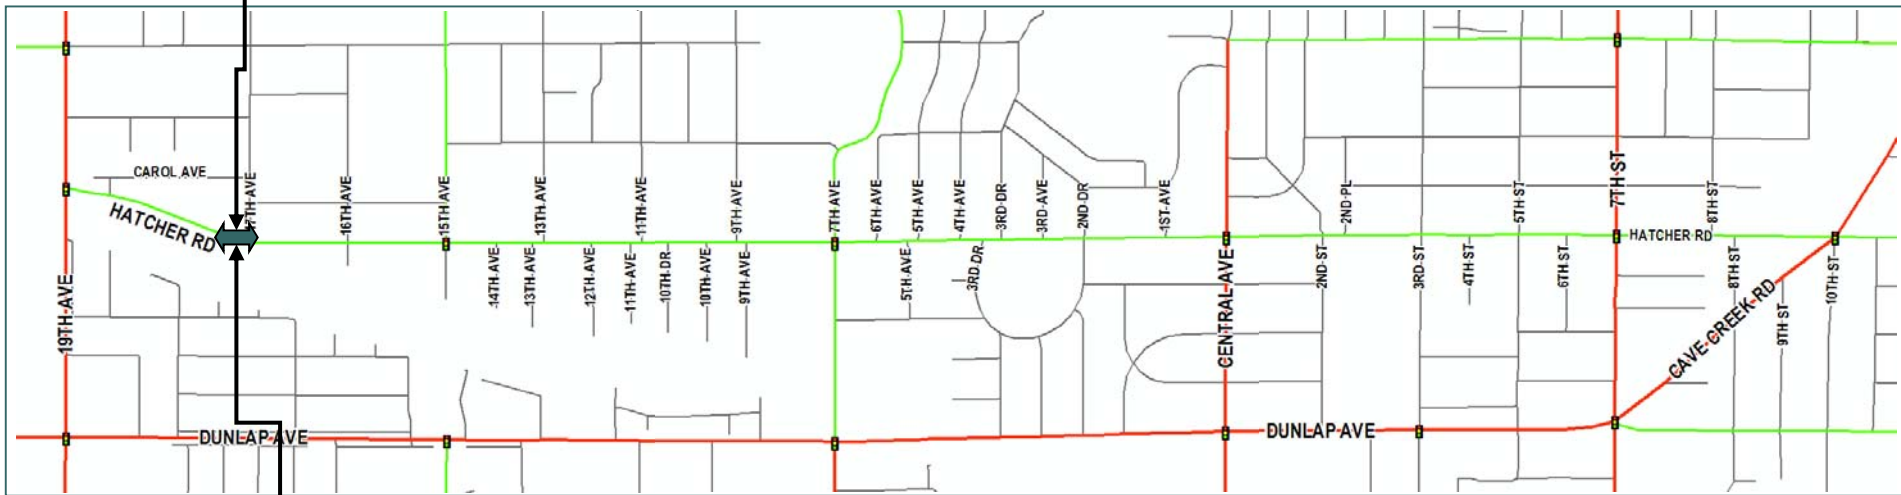 CAROL AVE
17TH AVE
16TH AVE
15TH AVE
13TH AVE
11TH AVE
9TH AVE
7TH AVE
6TH AVE
5TH AVE
4TH AVE
3RD DR
3RD AVE
2ND DR
1ST AVE
2ND PL
5TH ST
7TH ST
8TH ST
HATCHER RD
HATCHER RD
14TH AVE
13TH AVE
12TH AVE
11TH AVE
10TH DR
10TH AVE
9TH AVE
5TH AVE
3RD DR
2ND ST
3RD ST
4TH ST
6TH ST
8TH ST
9TH ST
10TH ST
19TH AVE
CENTRAL AVE
CAVE CREEK RD
DUNLAP AVE
DUNLAP AVE